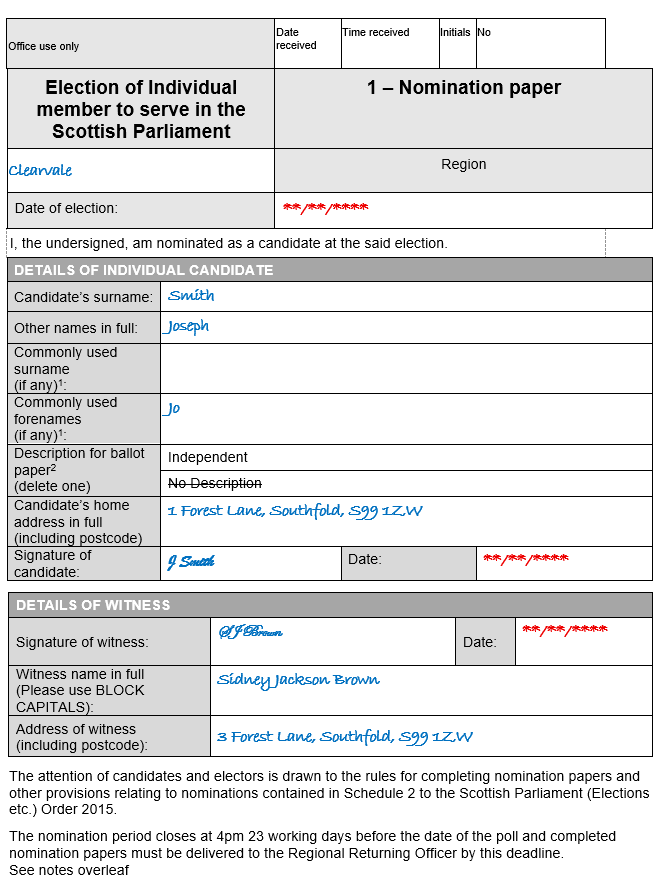 Office use only
Date received
Time received
Initials
No
Election of Individual
member to serve in the
Scottish Parliament
1 – Nomination paper
Clearvale
Region
Date of election:
**/**/****
I, the undersigned, am nominated as a candidate at the said election.
DETAILS OF INDIVIDUAL CANDIDATE
Candidate’s surname:
Smith
Other names in full:
Joseph
Commonly used
surname
(if any)¹:
Commonly used
forenames
(if any)¹:
Jo
Description for ballot
paper²
(delete one)
Independent
No Description
Candidate’s home
address in full
(including postcode)
1 Forest Lane, Southfold, S99 1ZW
Signature of
candidate:
J Smith
Date:
**/**/****
DETAILS OF WITNESS
Signature of witness:
SJBrown
Date:
**/**/****
Witness name in full
(Please use BLOCK
CAPITALS):
Sidney Jackson Brown
Address of witness
(including postcode):
3 Forest Lane, Southfold, S99 1ZW
The attention of candidates and electors is drawn to the rules for completing nomination papers and
other provisions relating to nominations contained in Schedule 2 to the Scottish Parliament (Elections
etc.) Order 2015.
The nomination period closes at 4pm 23 working days before the date of the poll and completed
nomination papers must be delivered to the Regional Returning Officer by this deadline.
See notes overleaf